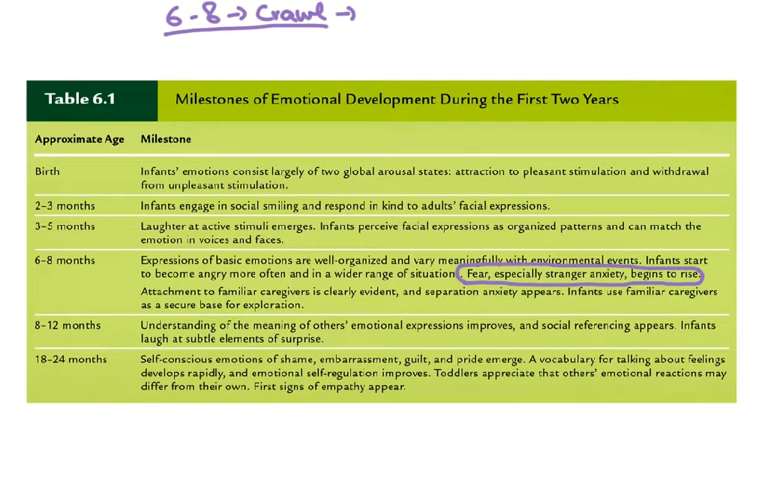 6-8 → Crawl →
Table 6.1 Milestones of Emotional Development During the First Two Years
Approximate Age Milestone
Birth Infants' emotions consist largely of two global arousal states: attraction to pleasant stimulation and withdrawal
from unpleasant stimulation.
2–3 months Infants engage in social smiling and respond in kind to adults' facial expressions.
3–5 months Laughter at active stimuli emerges. Infants perceive facial expressions as organized patterns and can match the
emotion in voices and faces.
6–8 months Expressions of basic emotions are well-organized and vary meaningfully with environmental events. Infants start
to become angry more often and in a wider range of situation. Fear, especially stranger anxiety, begins to rise.
Attachment to familiar caregivers is clearly evident, and separation anxiety appears. Infants use familiar caregivers
as a secure base for exploration.
8–12 months Understanding of the meaning of others' emotional expressions improves, and social referencing appears. Infants
laugh at subtle elements of surprise.
18–24 months Self-conscious emotions of shame, embarrassment, guilt, and pride emerge. A vocabulary for talking about feelings
develops rapidly, and emotional self-regulation improves. Toddlers appreciate that others' emotional reactions may
differ from their own. First signs of empathy appear.